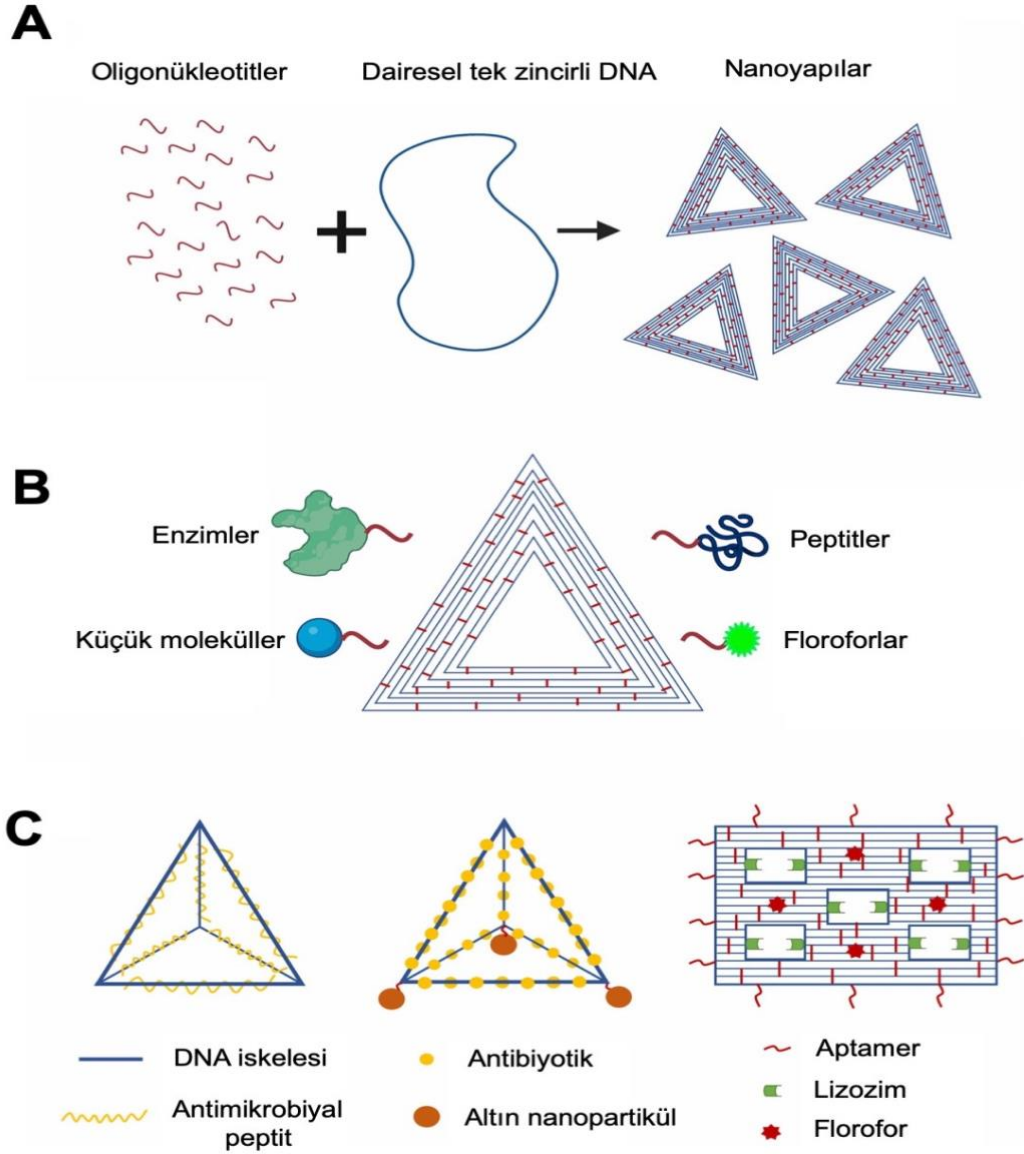 A
Oligonükleotitler
Dairesel tek zincirli DNA
Nanoyapılar
B
Enzimler
Peptitler
Küçük moleküller
Floroforlar
C
DNA iskelesi
Antimikrobiyal
peptit
Antibiyotik
Altın nanopartikül
Aptamer
Lizozim
Florofor